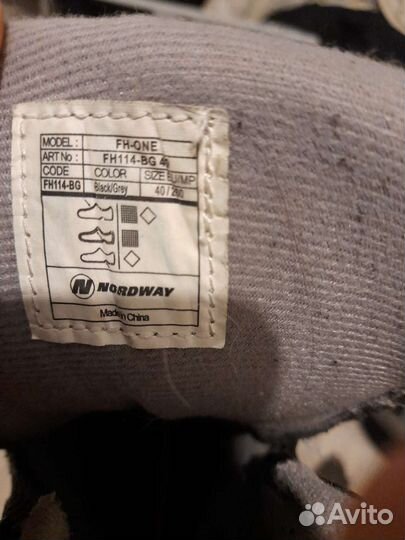 MODEL : FH-ONE
ART No : FH114-BG 40
CODE COLOR SIZE EU/MP
FH114-BG Black/Grey 40 / 260
NORDWAY
Made in China
Avito